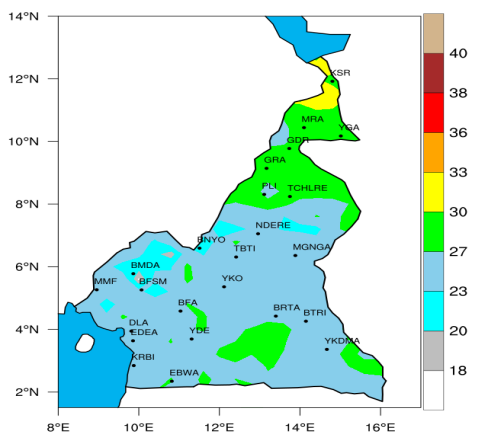 14°N
40
KSR
12°N
38
MRA
YGA
36
10°N
GDR
GRA
34
PLI
TCHLRE
33
8°N
30
NDERE
BNYO
TBTI
MGNGA
27
6°N
BMDA
MMF
BFSM
YKO
23
BFA
BRTA
BTRI
4°N
DLA
EDEA
YDE
YKDMA
20
KRBI
EBWA
18
2°N
8°E
10°E
12°E
14°E
16°E